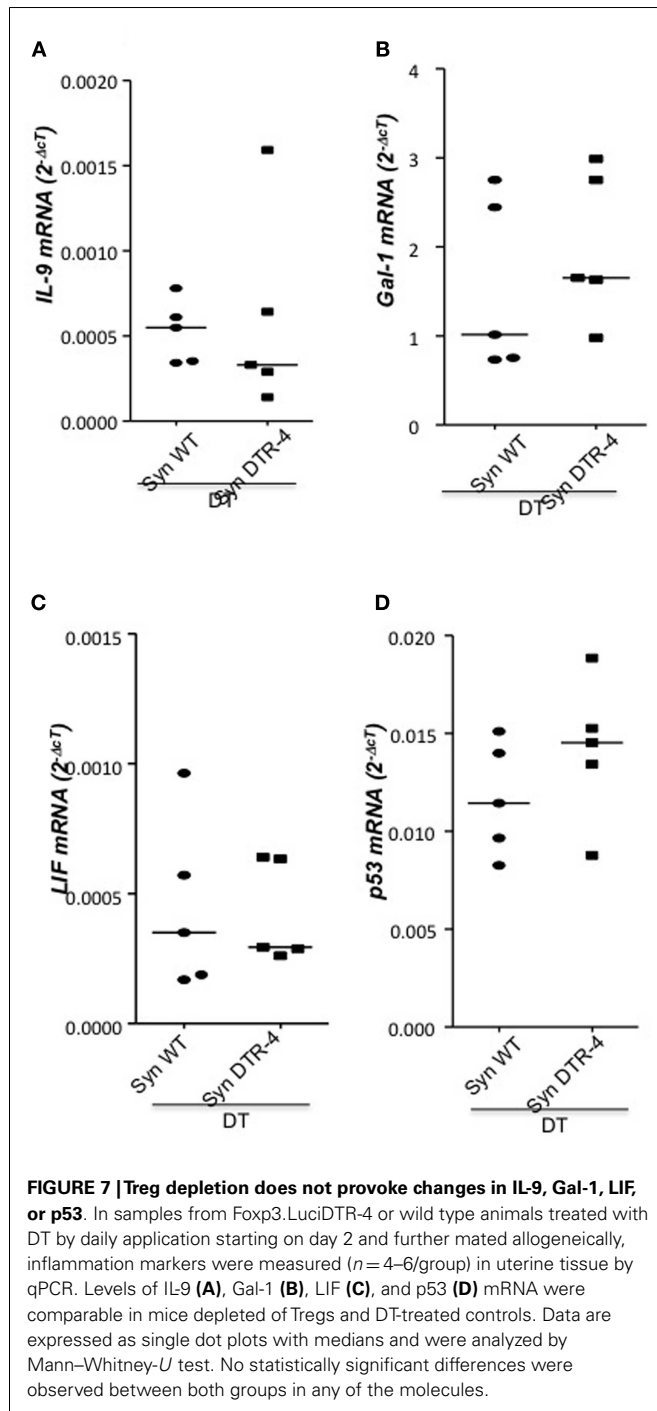 A
IL-9 mRNA (2^-ΔcT)
0.0020
0.0015
0.0010
0.0005
0.0000
Syn WT
Syn DTR-4
DT
B
Gal-1 mRNA (2^-ΔcT)
4
3
2
1
0
Syn WT
Syn DTR-4
DT
C
LIF mRNA (2^-ΔcT)
0.0015
0.0010
0.0005
0.0000
Syn WT
Syn DTR-4
DT
D
p53 mRNA (2^-ΔcT)
0.020
0.015
0.010
0.005
0.000
Syn WT
Syn DTR-4
DT
FIGURE 7 | Treg depletion does not provoke changes in IL-9, Gal-1, LIF,
or p53. In samples from Foxp3.LuciDTR-4 or wild type animals treated with
DT by daily application starting on day 2 and further mated allogeneically,
inflammation markers were measured (n = 4–6/group) in uterine tissue by
qPCR. Levels of IL-9 (A), Gal-1 (B), LIF (C), and p53 (D) mRNA were
comparable in mice depleted of Tregs and DT-treated controls. Data are
expressed as single dot plots with medians and were analyzed by
Mann–Whitney-U test. No statistically significant differences were
observed between both groups in any of the molecules.